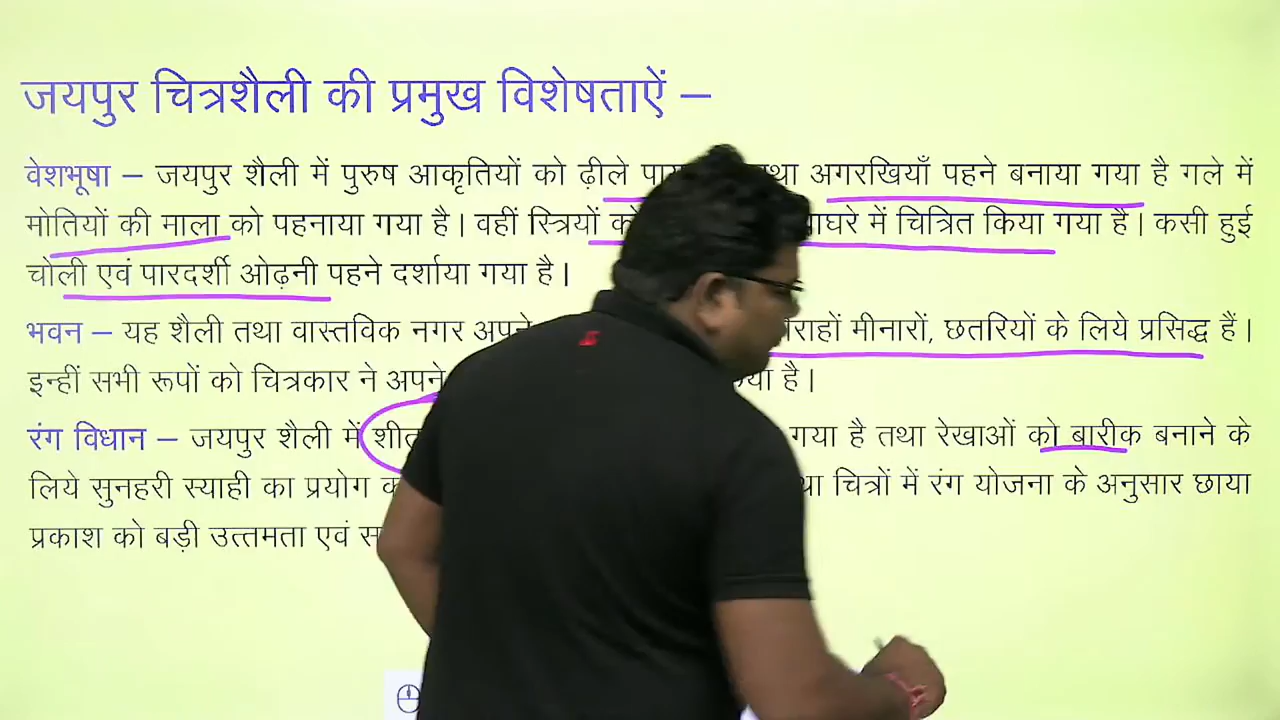 जयपुर चित्रशैली की प्रमुख विशेषताऐं –
वेशभूषा – जयपुर शैली में पुरुष आकृतियों को ढ़ीले अगरखियाँ पहने बनाया गया है गले में
मोतियों की माला को पहनाया गया है। वहीं स्त्रियों में चित्रित किया गया है। कसी हुई
चोली एवं पारदर्शी ओढ़नी पहने दर्शाया गया है।
भवन – यह शैली तथा वास्तविक नगर अपने मीनारों, छतरियों के लिये प्रसिद्ध हैं।
इन्हीं सभी रूपों को चित्रकार ने अपने है।
रंग विधान – जयपुर शैली में गया है तथा रेखाओं को बारीक बनाने के
लिये सुनहरी स्याही का प्रयोग चित्रों में रंग योजना के अनुसार छाया
प्रकाश को बड़ी उत्तमता एवं